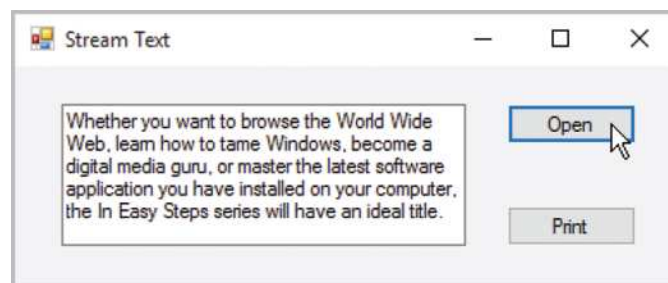 Stream Text
Whether you want to browse the World Wide
Web, learn how to tame Windows, become a
digital media guru, or master the latest software
application you have installed on your computer,
the In Easy Steps series will have an ideal title.
Open
Print